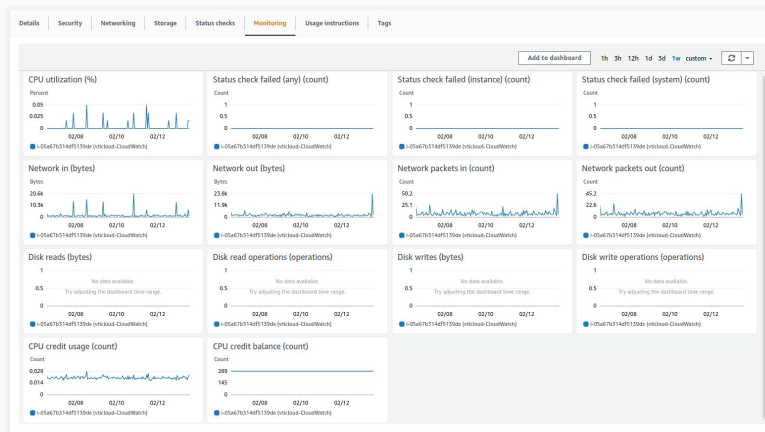 Details Security Networking Storage Status checks Monitoring Usage instructions Tags
Add to dashboard 1h 3h 12h 1d 3d 1w custom
CPU utilization (%)
Percent
0.05
0.025
0
02/08 02/10 02/12
i-05a67b314df5139de (vticloud-CloudWatch)
Status check failed (any) (count)
Count
1
0.5
0
02/08 02/10 02/12
i-05a67b314df5139de (vticloud-CloudWatch)
Status check failed (instance) (count)
Count
1
0.5
0
02/08 02/10 02/12
i-05a67b314df5139de (vticloud-CloudWatch)
Status check failed (system) (count)
Count
1
0.5
0
02/08 02/10 02/12
i-05a67b314df5139de (vticloud-CloudWatch)
Network in (bytes)
Bytes
20.6k
10.3k
0
02/08 02/10 02/12
i-05a67b314df5139de (vticloud-CloudWatch)
Network out (bytes)
Bytes
23.8k
11.9k
0
02/08 02/10 02/12
i-05a67b314df5139de (vticloud-CloudWatch)
Network packets in (count)
Count
50.2
25.1
0
02/08 02/10 02/12
i-05a67b314df5139de (vticloud-CloudWatch)
Network packets out (count)
Count
45.2
22.6
0
02/08 02/10 02/12
i-05a67b314df5139de (vticloud-CloudWatch)
Disk reads (bytes)
1
No data available.
0.5
Try adjusting the dashboard time range.
0
02/08 02/10 02/12
i-05a67b314df5139de (vticloud-CloudWatch)
Disk read operations (operations)
1
No data available.
0.5
Try adjusting the dashboard time range.
0
02/08 02/10 02/12
i-05a67b314df5139de (vticloud-CloudWatch)
Disk writes (bytes)
1
No data available.
0.5
Try adjusting the dashboard time range.
0
02/08 02/10 02/12
i-05a67b314df5139de (vticloud-CloudWatch)
Disk write operations (operations)
1
No data available.
0.5
Try adjusting the dashboard time range.
0
02/08 02/10 02/12
i-05a67b314df5139de (vticloud-CloudWatch)
CPU credit usage (count)
Count
0.029
0.014
0
02/08 02/10 02/12
i-05a67b314df5139de (vticloud-CloudWatch)
CPU credit balance (count)
Count
289
145
0
02/08 02/10 02/12
i-05a67b314df5139de (vticloud-CloudWatch)